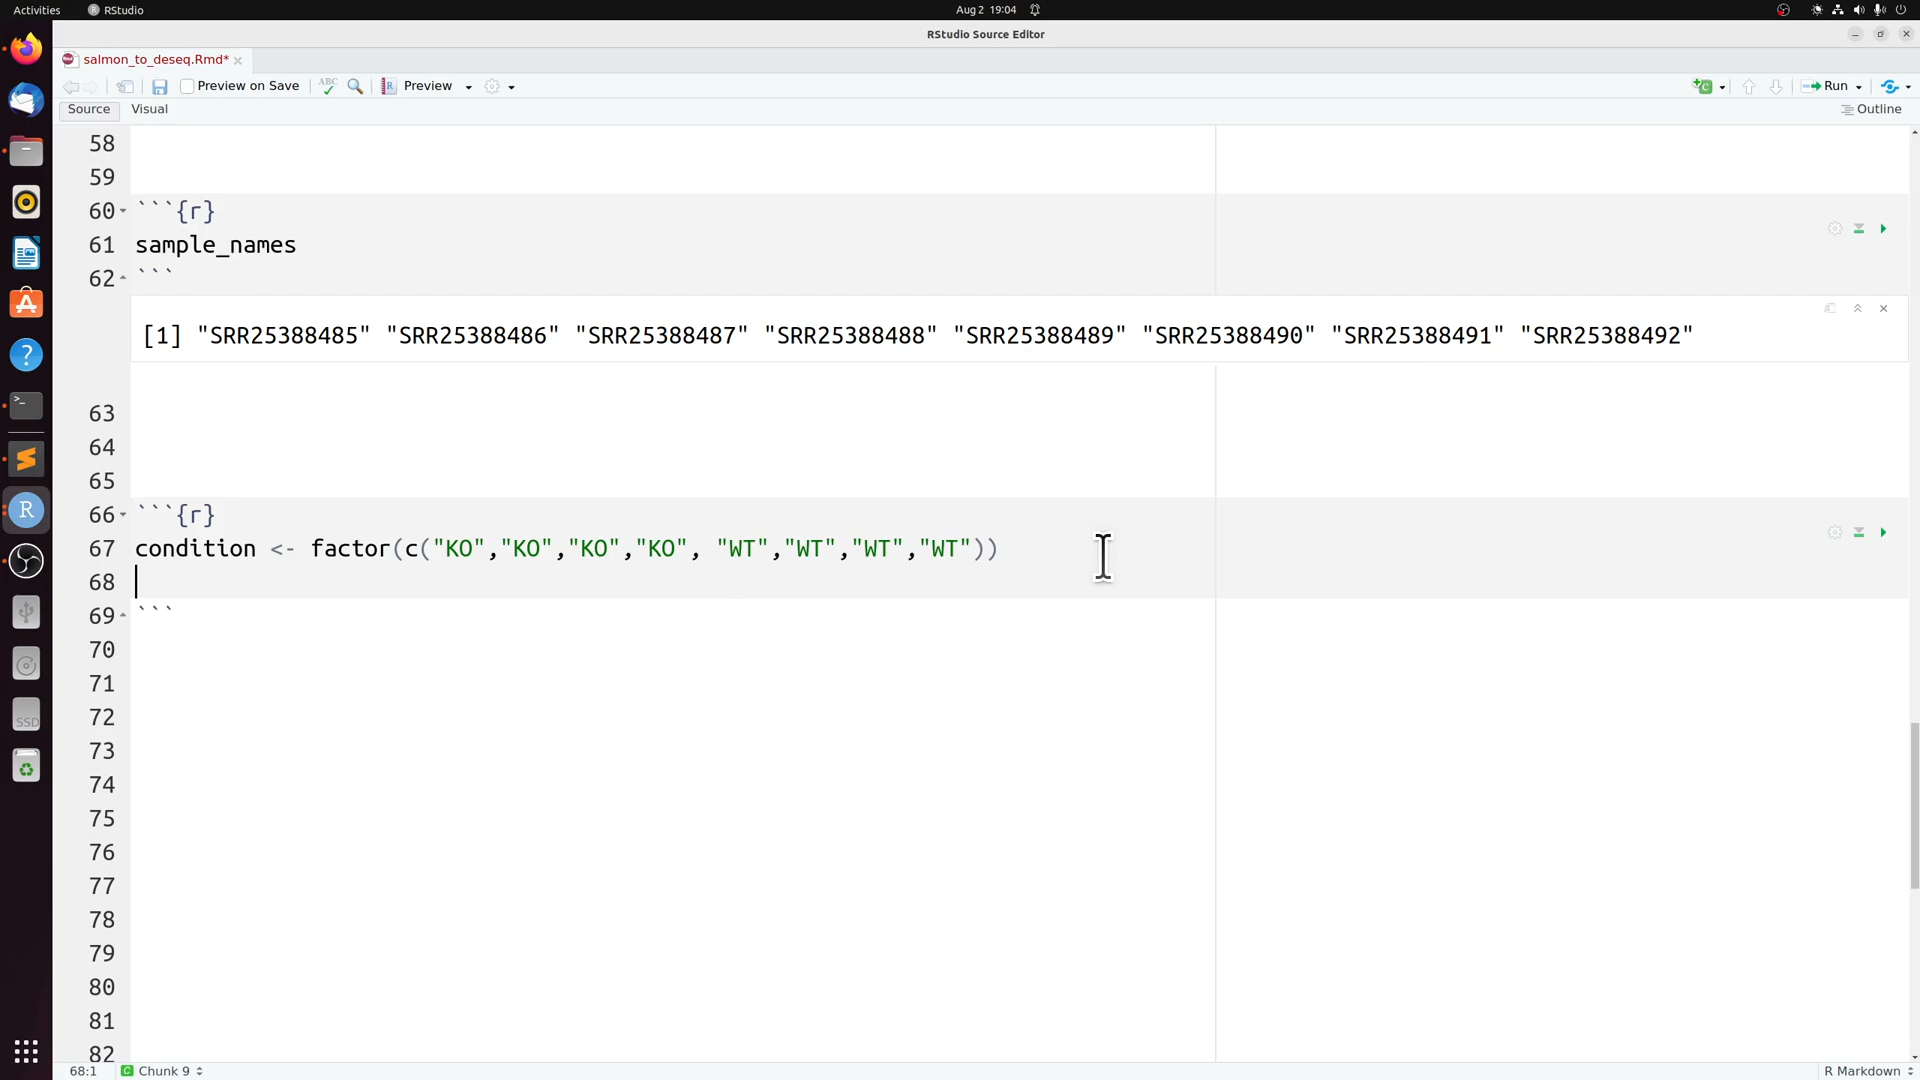 Activities RStudio Aug 2 19:04
RStudio Source Editor
salmon_to_deseq.Rmd*
Preview on Save ABC Preview Run
Source Visual Outline
58
59
60 ```{r}
61 sample_names
62 ```
[1] "SRR25388485" "SRR25388486" "SRR25388487" "SRR25388488" "SRR25388489" "SRR25388490" "SRR25388491" "SRR25388492"
63
64
65
66 ```{r}
67 condition <- factor(c("KO","KO","KO","KO", "WT","WT","WT","WT"))
68
69 ```
70
71
72
73
74
75
76
77
78
79
80
81
82
68:1 C Chunk 9 R Markdown
SSD